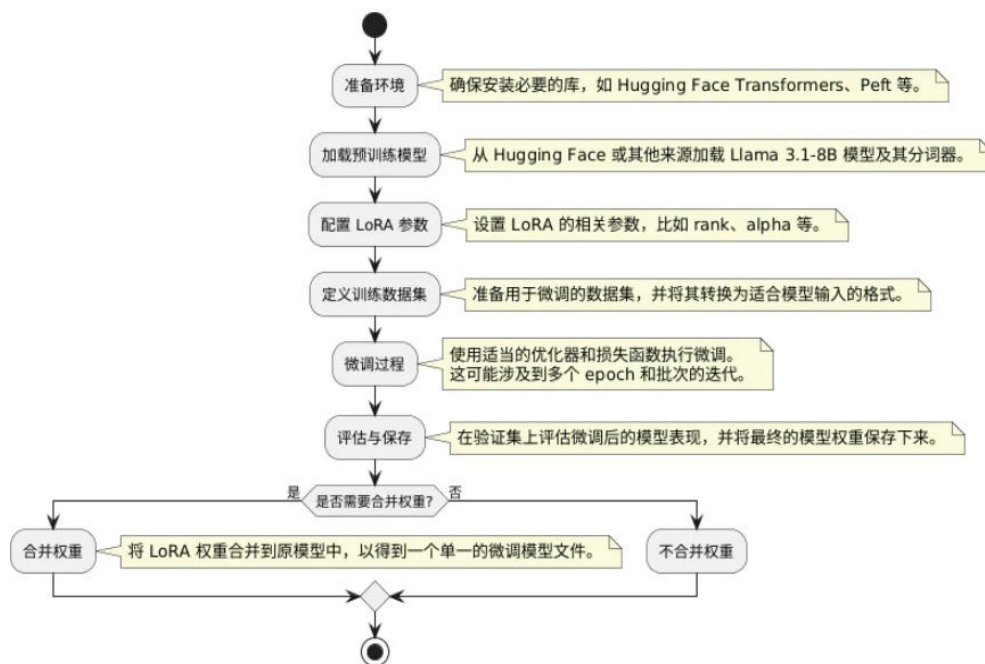 准备环境
确保安装必要的库，如 Hugging Face Transformers、Peft 等。
加载预训练模型
从 Hugging Face 或其他来源加载 Llama 3.1-8B 模型及其分词器。
配置 LoRA 参数
设置 LoRA 的相关参数，比如 rank、alpha 等。
定义训练数据集
准备用于微调的数据集，并将其转换为适合模型输入的格式。
微调过程
使用适当的优化器和损失函数执行微调。
这可能涉及到多个 epoch 和批次的迭代。
评估与保存
在验证集上评估微调后的模型表现，并将最终的模型权重保存下来。
是
是否需要合并权重?
否
合并权重
将 LoRA 权重合并到原模型中，以得到一个单一的微调模型文件。
不合并权重